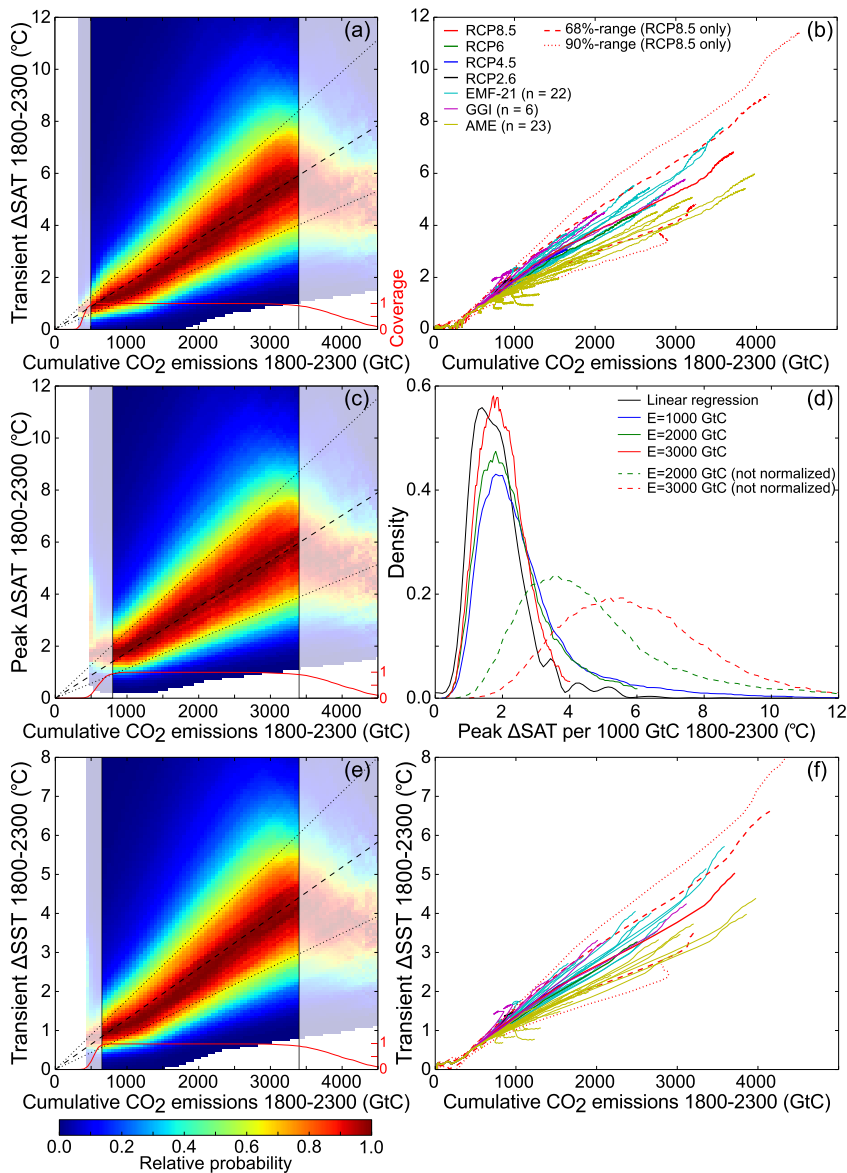 (a)
Transient ΔSAT 1800-2300 (°C)
12
10
8
6
4
2
0
0 1000 2000 3000 4000
Cumulative CO2 emissions 1800-2300 (GtC)
1
0
Coverage
(b)
RCP8.5
RCP6
RCP4.5
RCP2.6
EMF-21 (n = 22)
GGI (n = 6)
AME (n = 23)
68%-range (RCP8.5 only)
90%-range (RCP8.5 only)
12
10
8
6
4
2
0
0 1000 2000 3000 4000
Cumulative CO2 emissions 1800-2300 (GtC)
(c)
Peak ΔSAT 1800-2300 (°C)
12
10
8
6
4
2
0
0 1000 2000 3000 4000
Cumulative CO2 emissions 1800-2300 (GtC)
1
0
(d)
Linear regression
E=1000 GtC
E=2000 GtC
E=3000 GtC
E=2000 GtC (not normalized)
E=3000 GtC (not normalized)
Density
0.6
0.4
0.2
0.0
0 2 4 6 8 10 12
Peak ΔSAT per 1000 GtC 1800-2300 (°C)
(e)
Transient ΔSST 1800-2300 (°C)
8
7
6
5
4
3
2
1
0
0 1000 2000 3000 4000
Cumulative CO2 emissions 1800-2300 (GtC)
1
0
(f)
Transient ΔSST 1800-2300 (°C)
8
7
6
5
4
3
2
1
0
0 1000 2000 3000 4000
Cumulative CO2 emissions 1800-2300 (GtC)
0.0 0.2 0.4 0.6 0.8 1.0
Relative probability